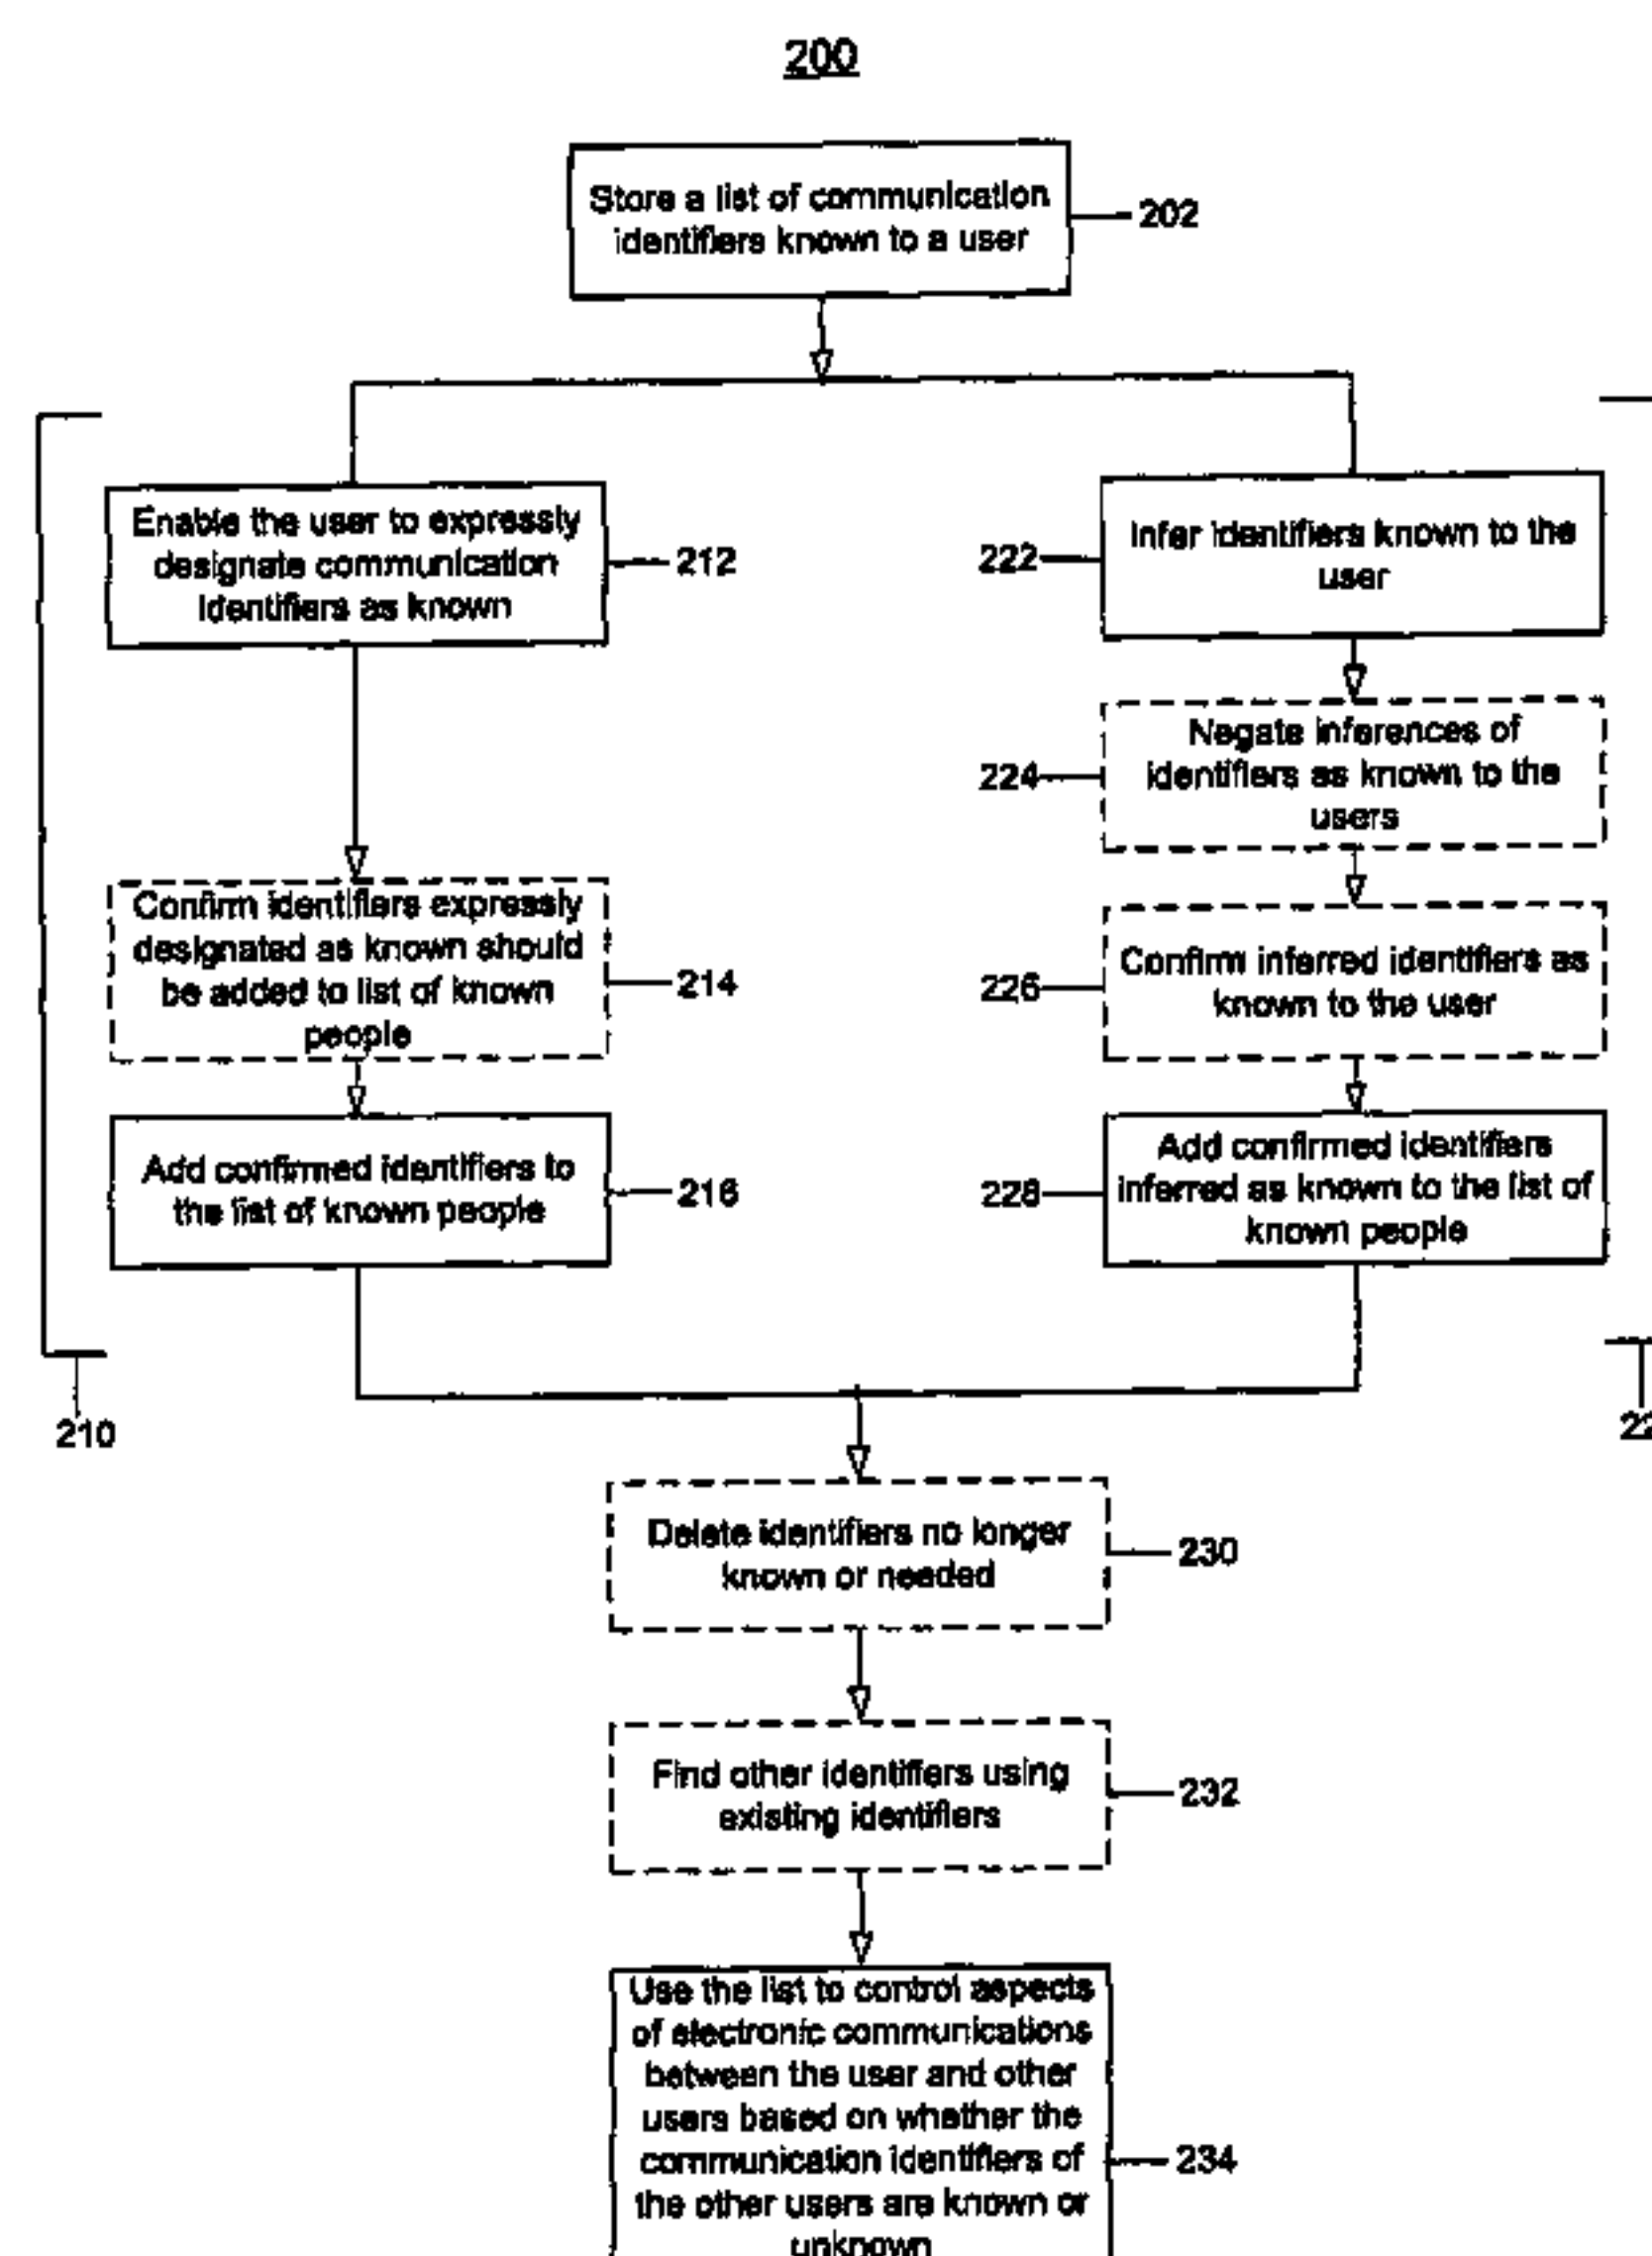 200
Store a list of communication
identifiers known to a user
202
Enable the user to expressly
designate communication
identifiers as known
212
222
Infer identifiers known to the
user
224
Negate inferences of
identifiers as known to the
users
Confirm identifiers expressly
designated as known should
be added to list of known
people
214
226
Confirm inferred identifiers as
known to the user
Add confirmed identifiers to
the list of known people
216
228
Add confirmed identifiers
inferred as known to the list of
known people
210
Delete identifiers no longer
known or needed
230
Find other identifiers using
existing identifiers
232
Use the list to control aspects
of electronic communications
between the user and other
users based on whether the
communication identifiers of
the other users are known or
unknown
234